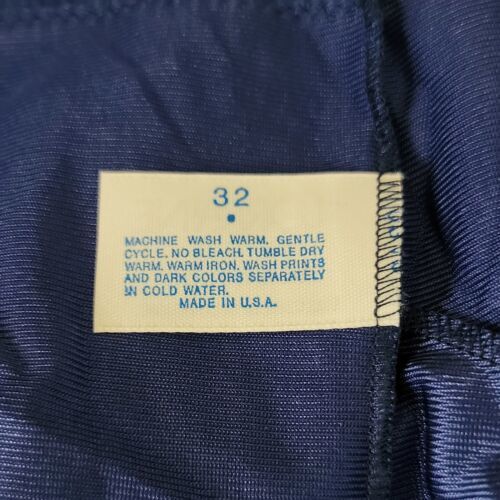 32
MACHINE WASH WARM. GENTLE
CYCLE. NO BLEACH. TUMBLE DRY
WARM. WARM IRON. WASH PRINTS
AND DARK COLORS SEPARATELY
IN COLD WATER.
MADE IN U.S.A.